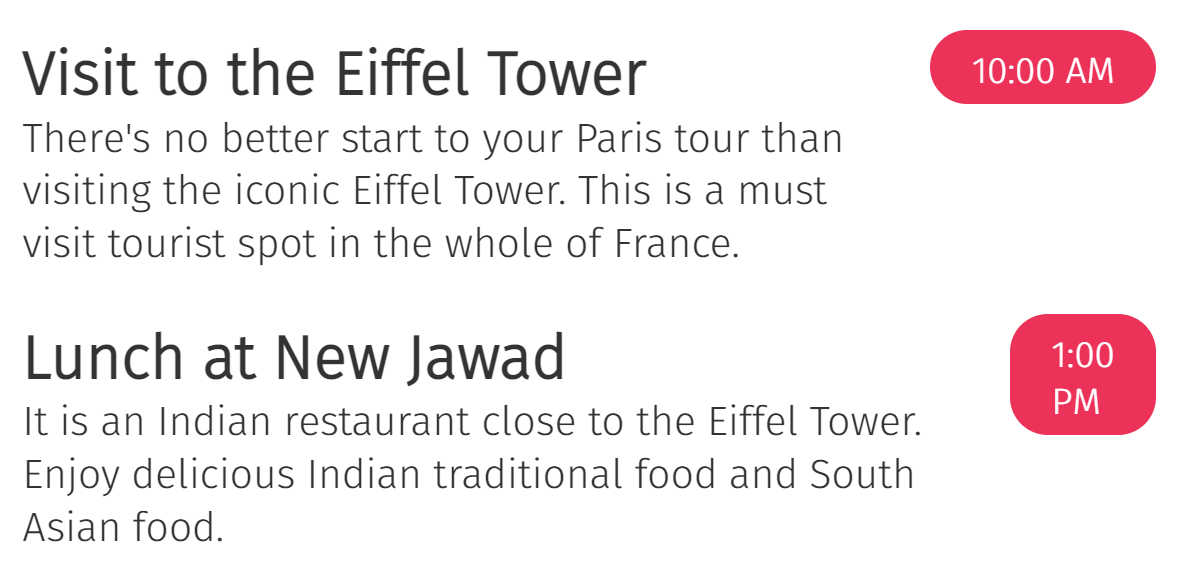 Visit to the Eiffel Tower
10:00 AM
There's no better start to your Paris tour than
visiting the iconic Eiffel Tower. This is a must
visit tourist spot in the whole of France.
Lunch at New Jawad
1:00
PM
It is an Indian restaurant close to the Eiffel Tower.
Enjoy delicious Indian traditional food and South
Asian food.